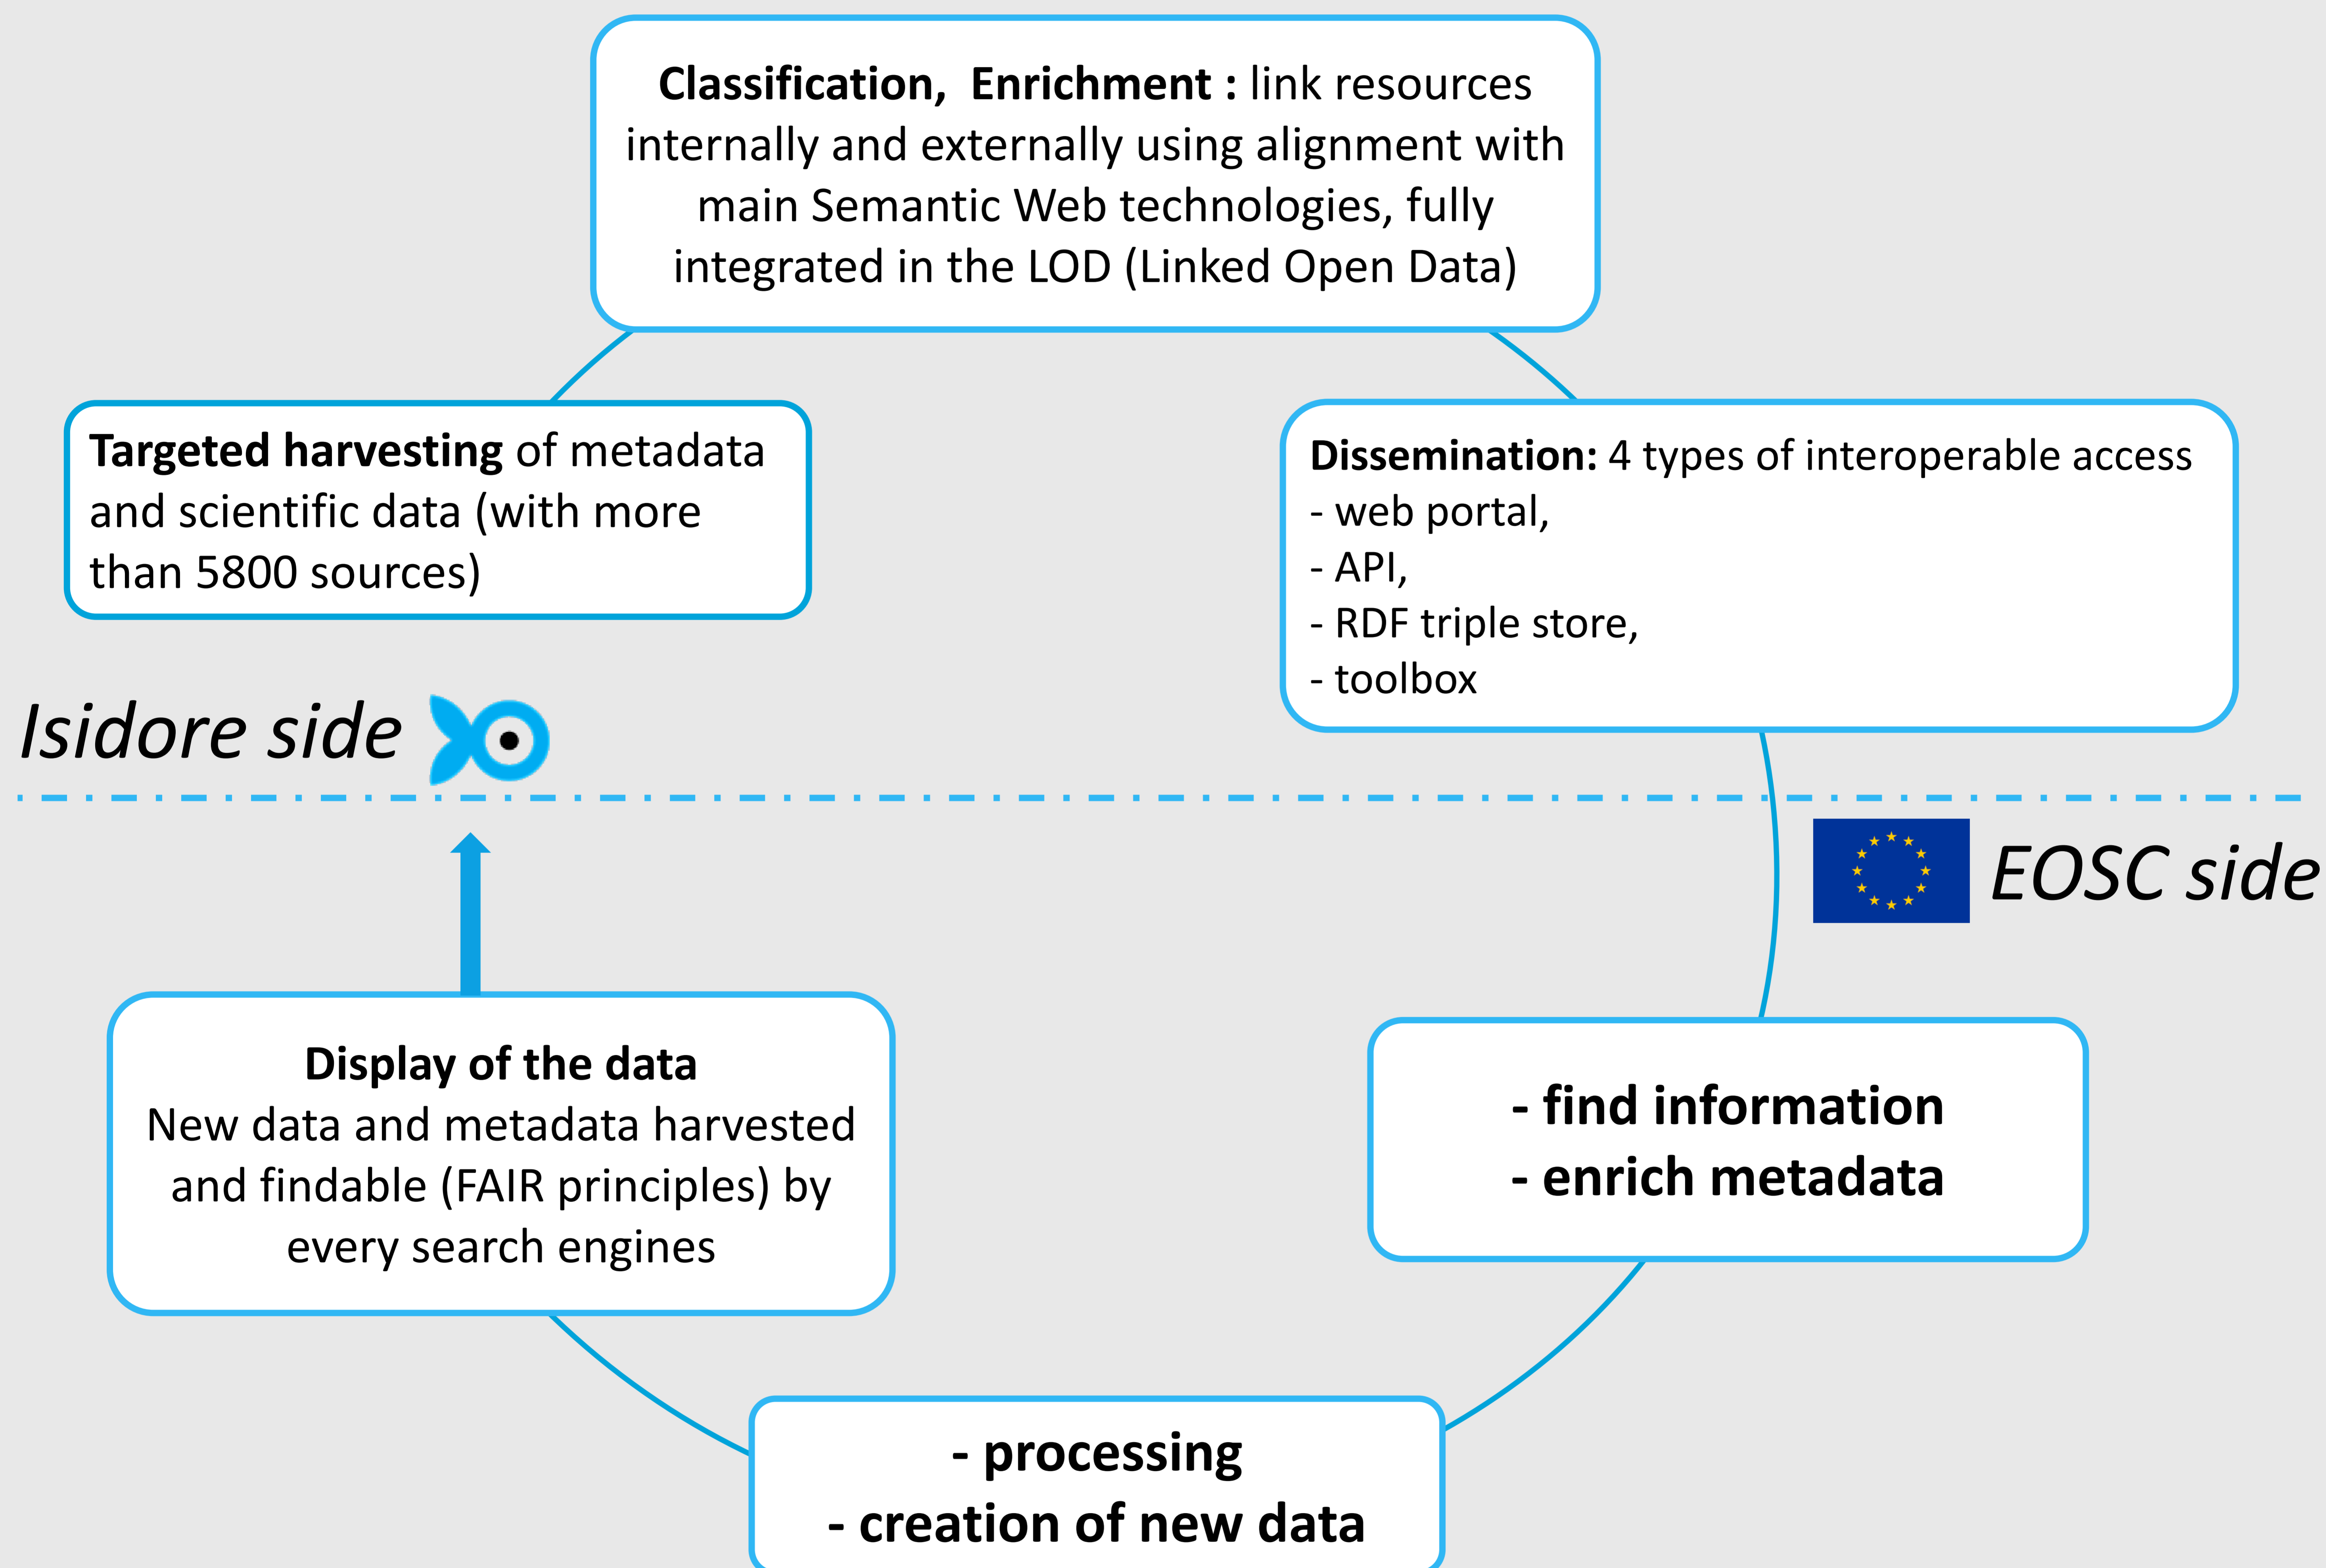 Classification,  Enrichment : link resources
internally and externally using alignment with
main Semantic Web technologies, fully
integrated in the LOD (Linked Open Data)
Targeted harvesting of metadata
and scientific data (with more
than 5800 sources)
Dissemination: 4 types of interoperable access
- web portal,
- API,
- RDF triple store,
- toolbox
Isidore side
EOSC side
Display of the data
New data and metadata harvested
and findable (FAIR principles) by
every search engines
- find information
- enrich metadata
- processing
- creation of new data